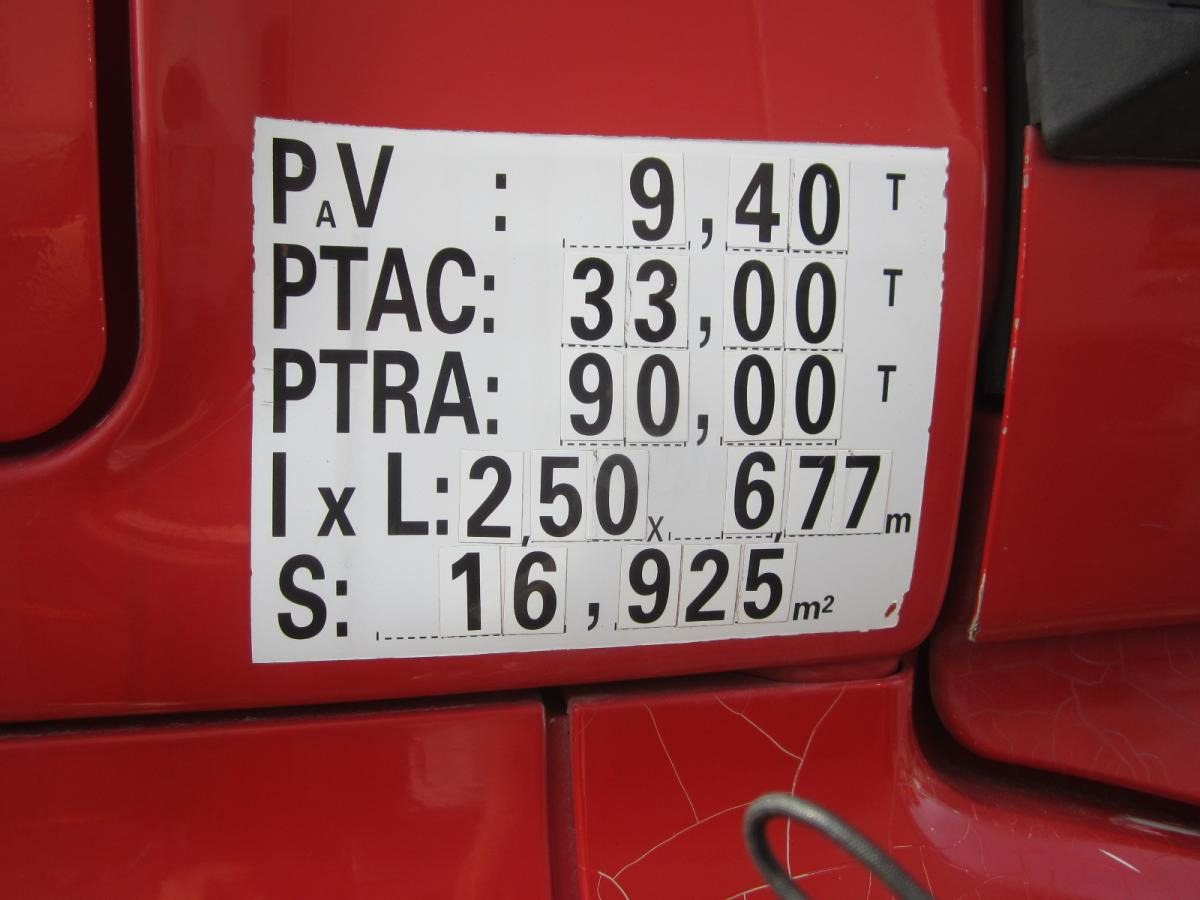 PAV : 9,40 T
PTAC: 33,00 T
PTRA: 90,00 T
l x L: 2,50 x 6,77 m
S: 16,925 m²